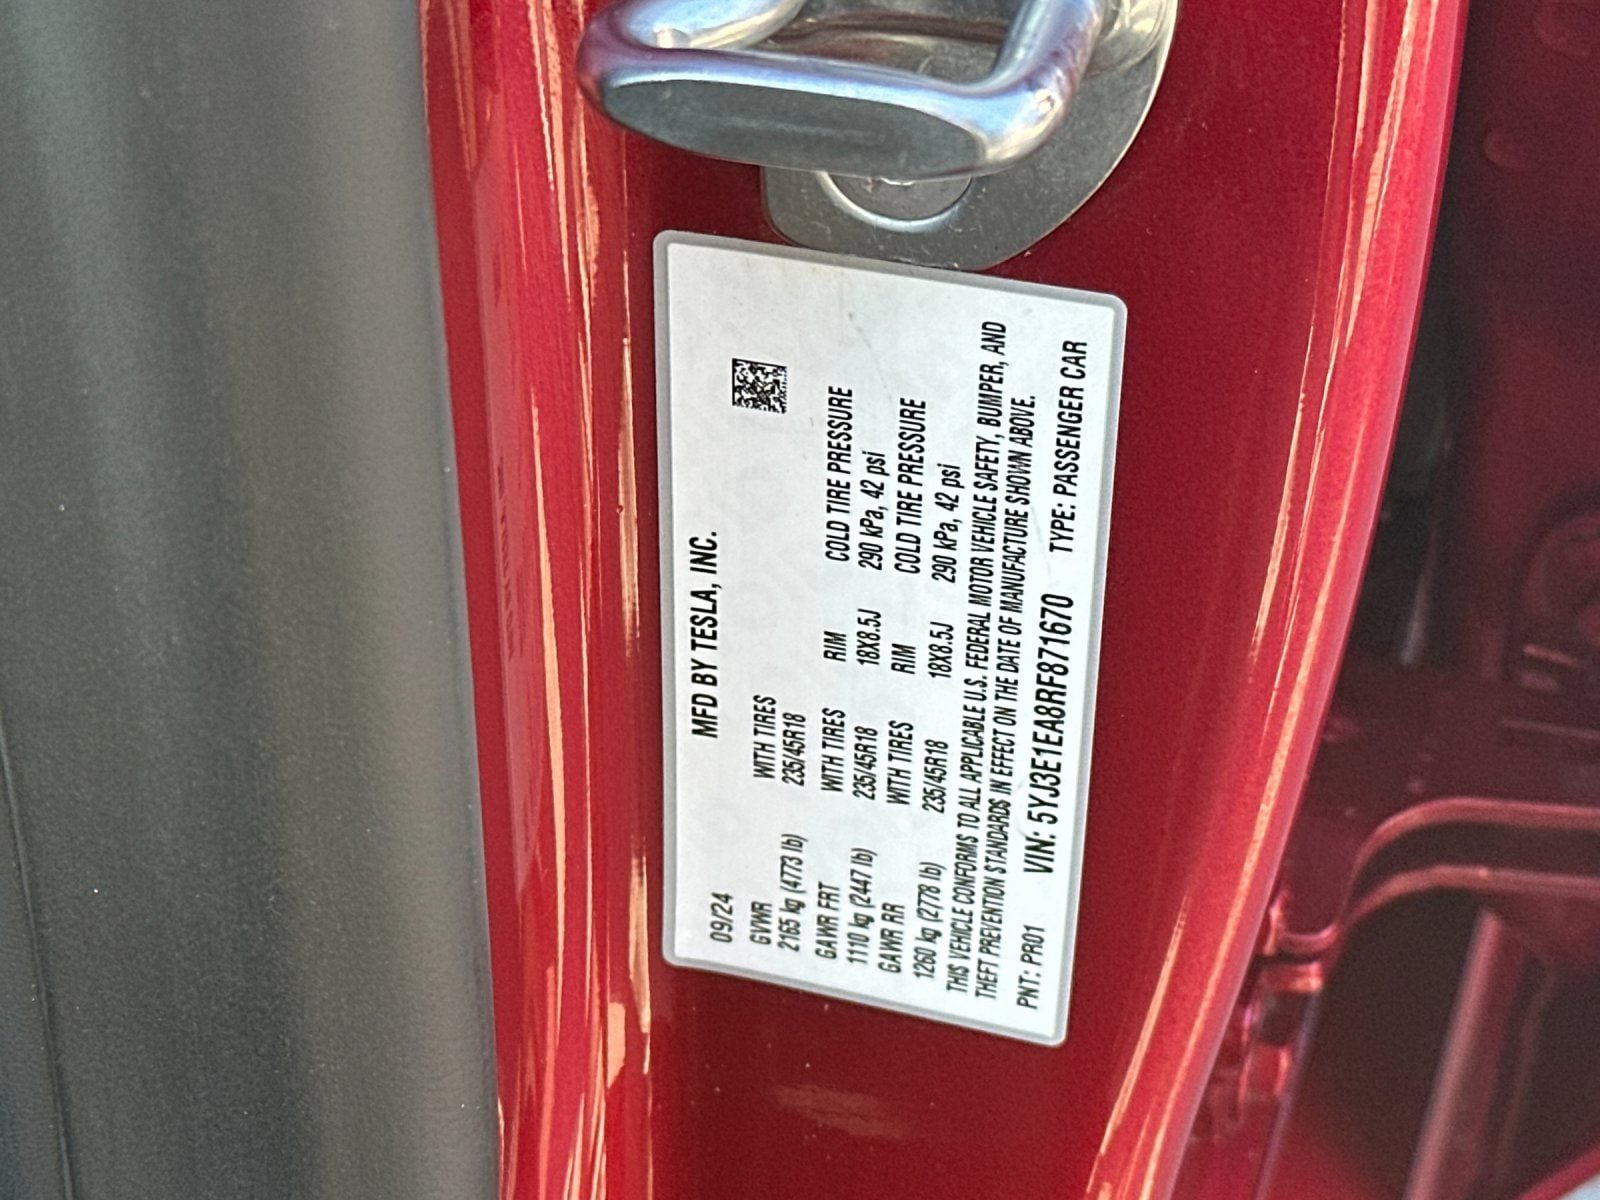 MFD BY TESLA, INC.
09/24
GVWR WITH TIRES
2165 kg (4773 lb) 235/45R18
GAWR FRT WITH TIRES RIM COLD TIRE PRESSURE
1110 kg (2447 lb) 235/45R18 18X8.5J 290 kPa, 42 psi
GAWR RR WITH TIRES RIM COLD TIRE PRESSURE
1260 kg (2778 lb) 235/45R18 18X8.5J 290 kPa, 42 psi
THIS VEHICLE CONFORMS TO ALL APPLICABLE U.S. FEDERAL MOTOR VEHICLE SAFETY, BUMPER, AND
THEFT PREVENTION STANDARDS IN EFFECT ON THE DATE OF MANUFACTURE SHOWN ABOVE.
PNT: PR01 VIN: 5YJ3E1EA8RF871670 TYPE: PASSENGER CAR